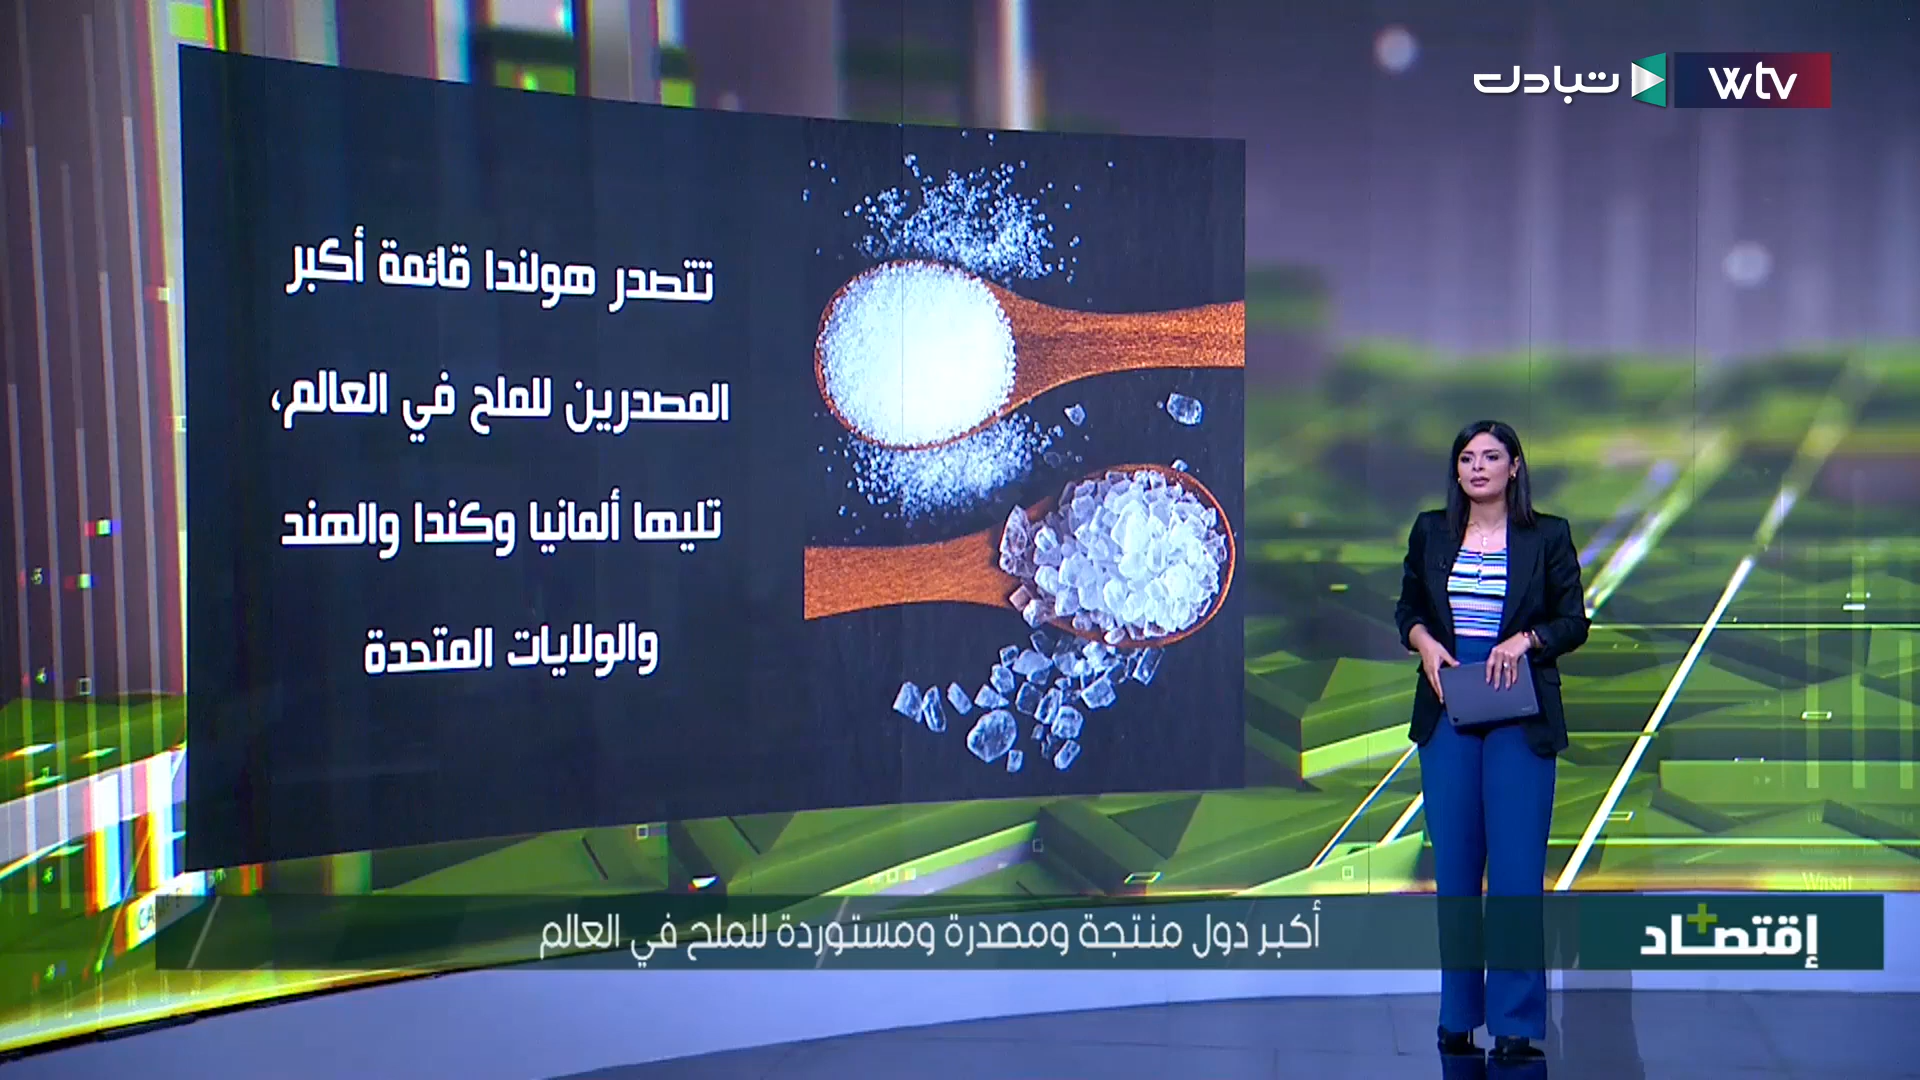 تبادل
wtv
تتصدر هولندا قائمة أكبر
المصدرين للملح في العالم،
تليها ألمانيا وكندا والهند
والولايات المتحدة
Wasat
إقتصاد+
أكبر دول منتجة ومصدرة ومستوردة للملح في العالم